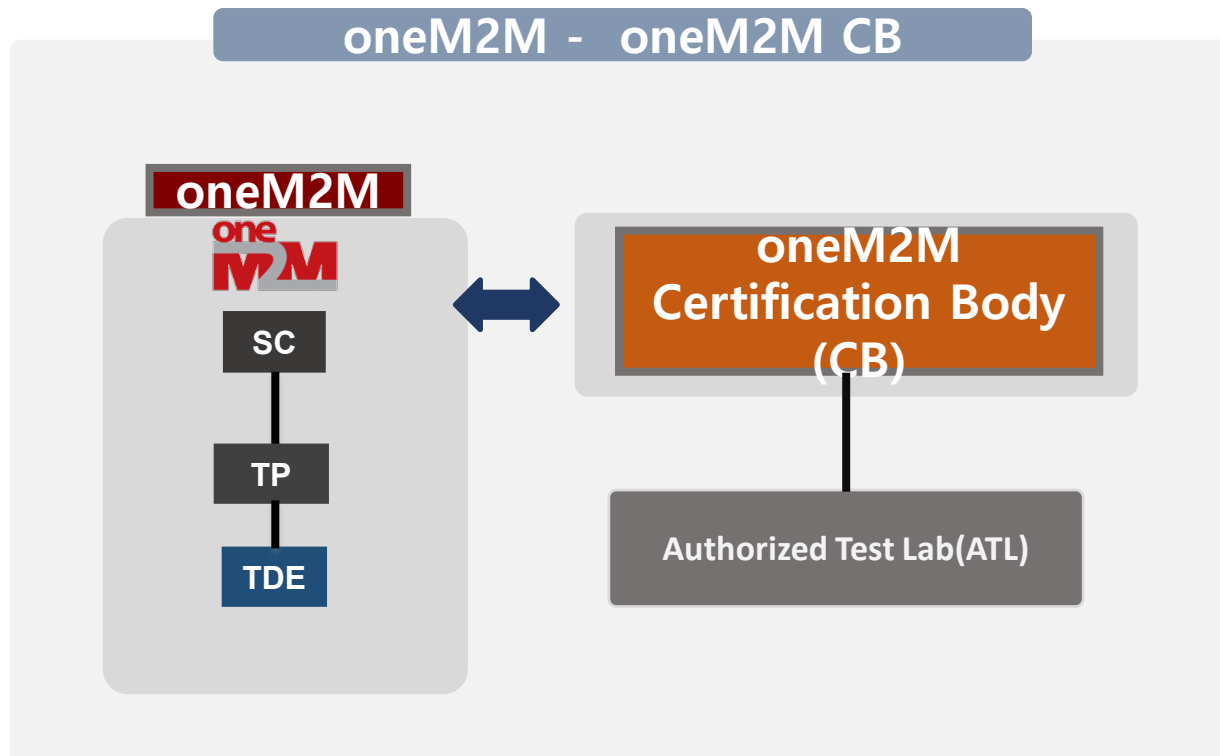 oneM2M - oneM2M CB
oneM2M
one
M2M
SC
TP
TDE
oneM2M
Certification Body
(CB)
Authorized Test Lab(ATL)